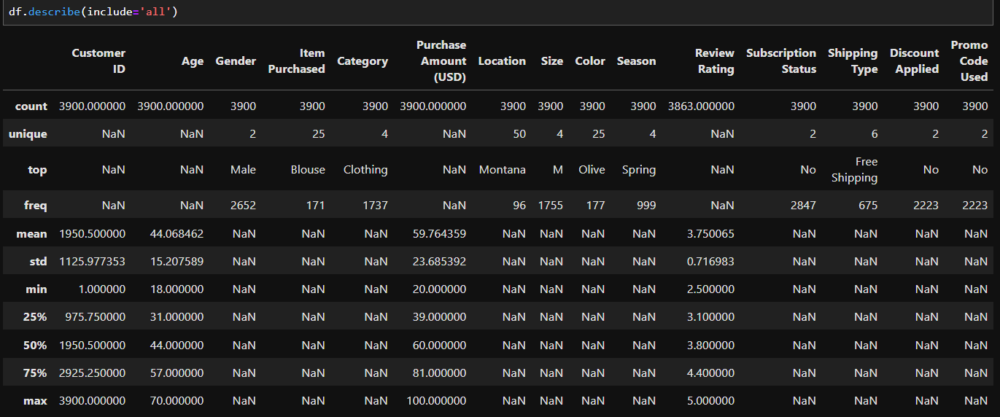 df.describe(include='all')
Customer ID Age Gender Item Purchased Category Purchase Amount (USD) Location Size Color Season Review Rating Subscription Status Shipping Type Discount Applied Promo Code Used
count 3900.000000 3900.000000 3900 3900 3900 3900.000000 3900 3900 3900 3900 3863.000000 3900 3900 3900 3900
unique NaN NaN 2 25 4 NaN 50 4 25 4 NaN 2 6 2 2
top NaN NaN Male Blouse Clothing NaN Montana M Olive Spring NaN No Free Shipping No No
freq NaN NaN 2652 171 1737 NaN 96 1755 177 999 NaN 2847 675 2223 2223
mean 1950.500000 44.068462 NaN NaN NaN 59.764359 NaN NaN NaN NaN 3.750065 NaN NaN NaN NaN
std 1125.977353 15.207589 NaN NaN NaN 23.685392 NaN NaN NaN NaN 0.716983 NaN NaN NaN NaN
min 1.000000 18.000000 NaN NaN NaN 20.000000 NaN NaN NaN NaN 2.500000 NaN NaN NaN NaN
25% 975.750000 31.000000 NaN NaN NaN 39.000000 NaN NaN NaN NaN 3.100000 NaN NaN NaN NaN
50% 1950.500000 44.000000 NaN NaN NaN 60.000000 NaN NaN NaN NaN 3.800000 NaN NaN NaN NaN
75% 2925.250000 57.000000 NaN NaN NaN 81.000000 NaN NaN NaN NaN 4.400000 NaN NaN NaN NaN
max 3900.000000 70.000000 NaN NaN NaN 100.000000 NaN NaN NaN NaN 5.000000 NaN NaN NaN NaN